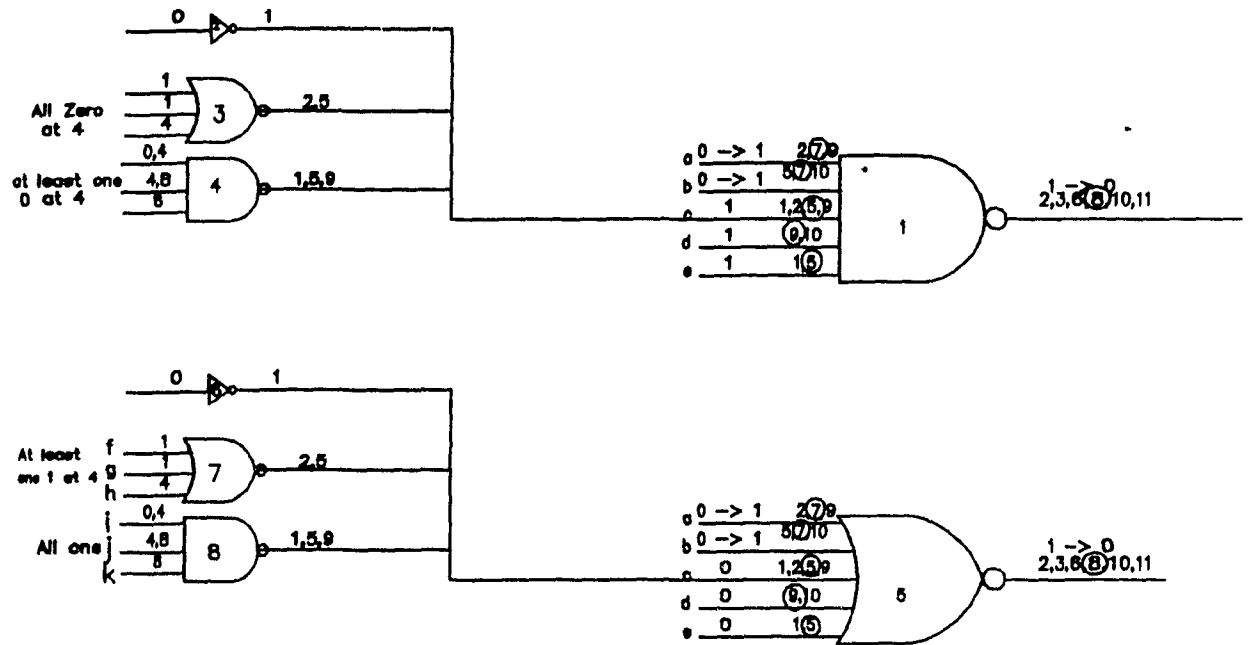 0 1
1
1
4
3
2,5
All Zero
at 4
0,4
4,8
8
4
1,5,9
at least one
0 at 4
a 0 -> 1 2,7,9
b 0 -> 1 5,7,10
c 1 1,2,5,9
d 1 9,10
e 1 1,5
1
1 -> 0
2,3,6,8,10,11
0 6 1
At least
one 1 at 4
f 1
g 1
h 4
7
2,5
i 0,4
All one j 4,8
k 8
8
1,5,9
a 0 -> 1 2,7,9
b 0 -> 1 5,7,10
c 0 1,2,5,9
d 0 9,10
e 0 1,5
5
1 -> 0
2,3,6,8,10,11